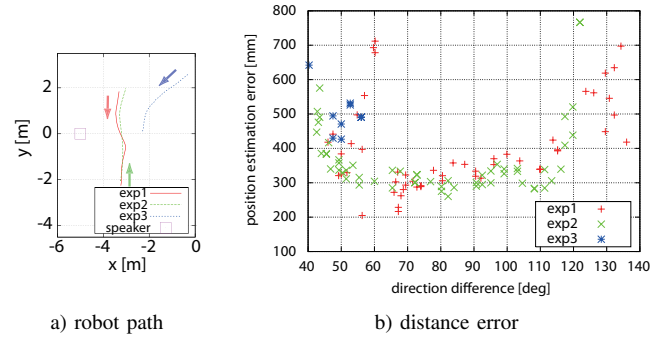 2
0
-2
-4
y [m]
-6
-4
-2
0
x [m]
exp1
exp2
exp3
speaker
a) robot path
800
700
600
500
400
300
200
100
position estimation error [mm]
40
50
60
70
80
90
100
110
120
130
140
direction difference [deg]
exp1
exp2
exp3
b) distance error